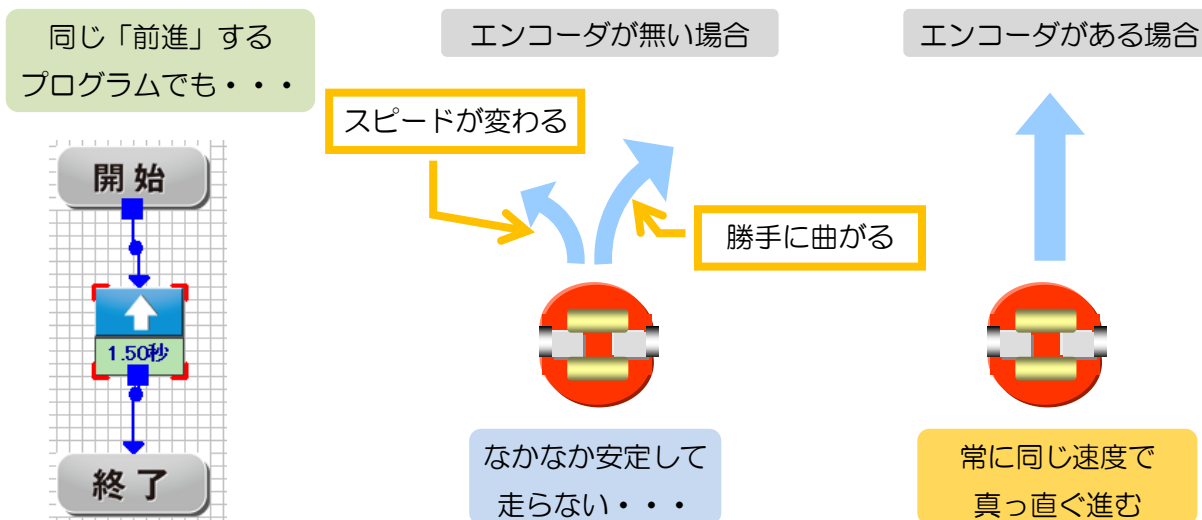 同じ「前進」する
プログラムでも・・・
開始
1.50秒
終了
エンコーダが無い場合
スピードが変わる
勝手に曲がる
なかなか安定して
走らない・・・
エンコーダがある場合
常に同じ速度で
真っ直ぐ進む